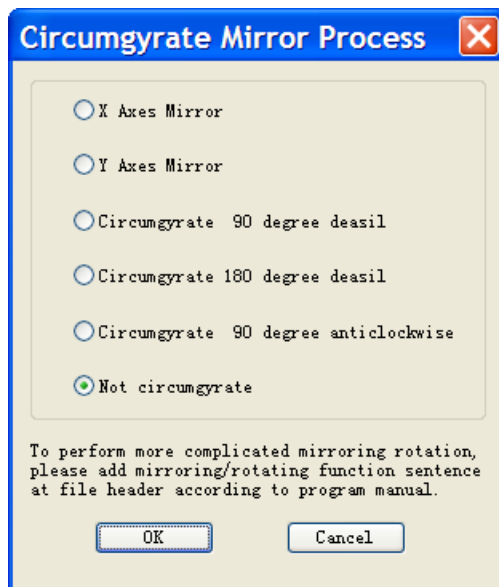 Circumgyrate Mirror Process
X Axes Mirror
Y Axes Mirror
Circumgyrate 90 degree deasil
Circumgyrate 180 degree deasil
Circumgyrate 90 degree anticlockwise
Not circumgyrate
To perform more complicated mirroring rotation,
please add mirroring/rotating function sentence
at file header according to program manual.
OK Cancel